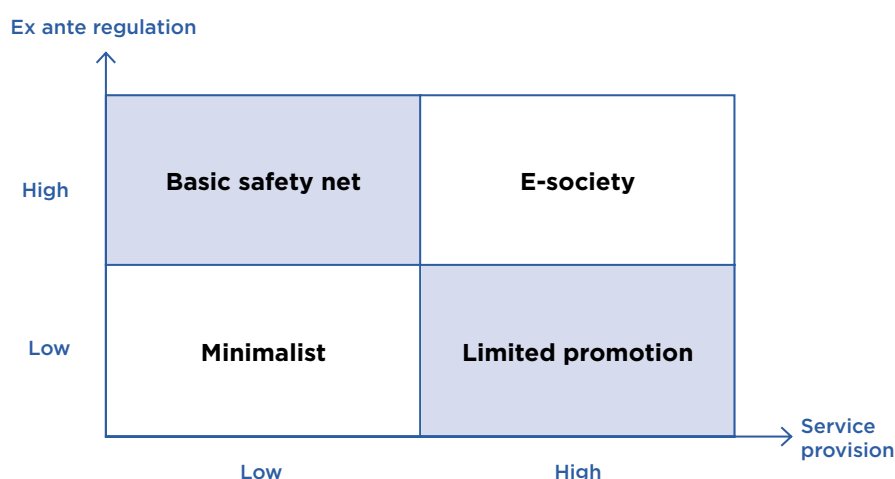 Ex ante regulation
High
Basic safety net
E-society
Low
Minimalist
Limited promotion
Service
provision
Low
High